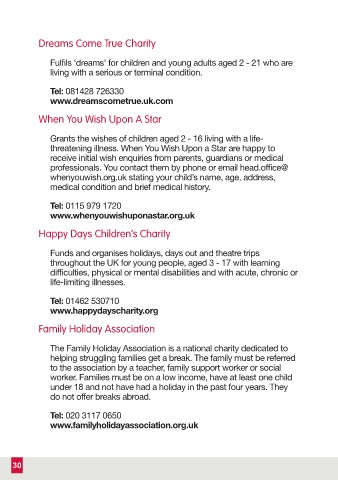 Dreams Come True Charity
Fulfils ‘dreams’ for children and young adults aged 2 - 21 who are
living with a serious or terminal condition.
Tel: 081428 726330
www.dreamscometrue.uk.com
When You Wish Upon A Star
Grants the wishes of children aged 2 - 16 living with a life-
threatening illness. When You Wish Upon a Star are happy to
receive initial wish enquiries from parents, guardians or medical
professionals. You contact them by phone or email head.office@
whenyouwish.org.uk stating your child’s name, age, address,
medical condition and brief medical history.
Tel: 0115 979 1720
www.whenyouwishuponastar.org.uk
Happy Days Children’s Charity
Funds and organises holidays, days out and theatre trips
throughout the UK for young people, aged 3 - 17 with learning
difficulties, physical or mental disabilities and with acute, chronic or
life-limiting illnesses.
Tel: 01462 530710
www.happydayscharity.org
Family Holiday Association
The Family Holiday Association is a national charity dedicated to
helping struggling families get a break. The family must be referred
to the association by a teacher, family support worker or social
worker. Families must be on a low income, have at least one child
under 18 and not have had a holiday in the past four years. They
do not offer breaks abroad.
Tel: 020 3117 0650
www.familyholidayassociation.org.uk
30